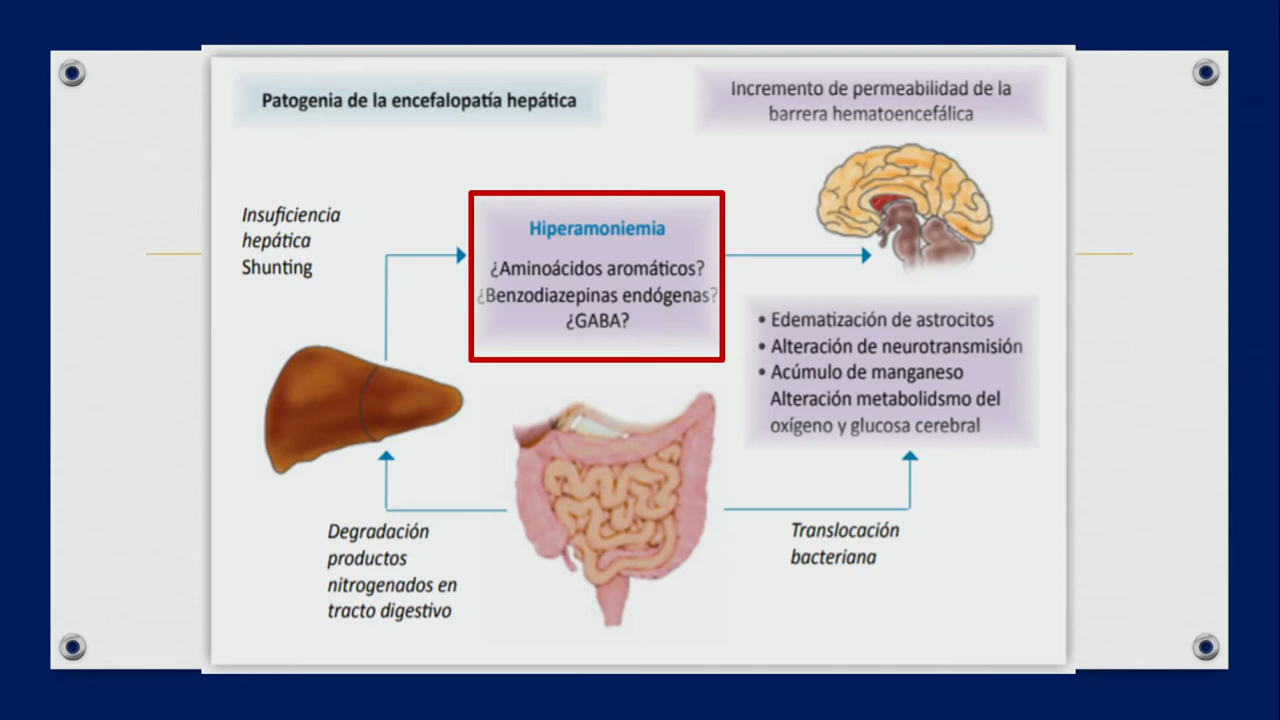 Patogenia de la encefalopatía hepática
Incremento de permeabilidad de la
barrera hematoencefálica
Insuficiencia
hepática
Shunting
Hiperamoniemia
¿Aminoácidos aromáticos?
¿Benzodiazepinas endógenas?
¿GABA?
• Edematización de astrocitos
• Alteración de neurotransmisión
• Acúmulo de manganeso
Alteración metabolidsmo del
oxígeno y glucosa cerebral
Degradación
productos
nitrogenados en
tracto digestivo
Translocación
bacteriana